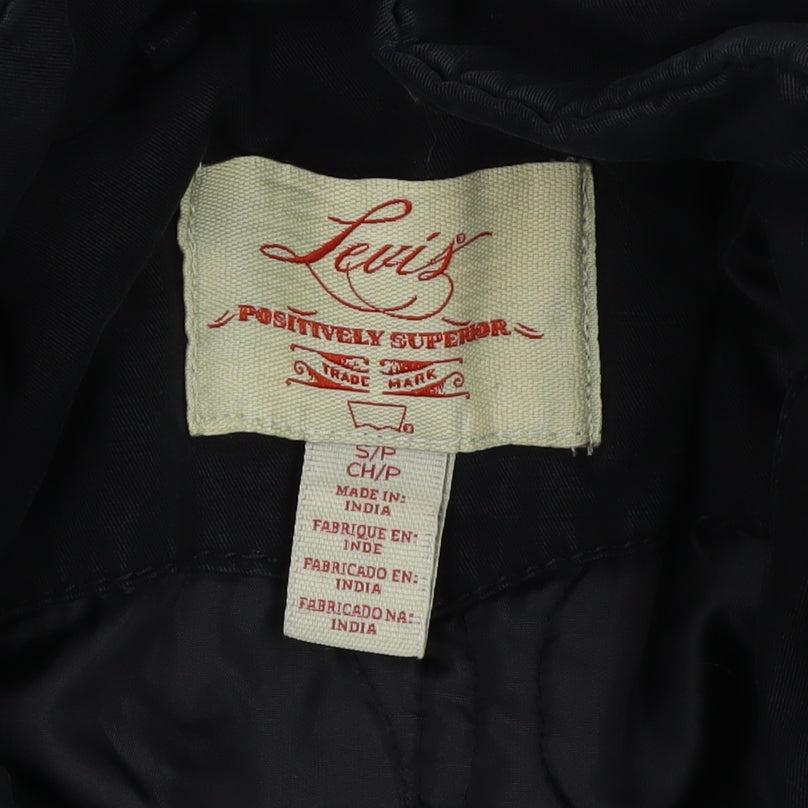 Levi's®
POSITIVELY SUPERIOR
TRADE MARK
®
S/P
CH/P
MADE IN:
INDIA
FABRIQUE EN:
INDE
FABRICADO EN:
INDIA
FABRICADO NA:
INDIA